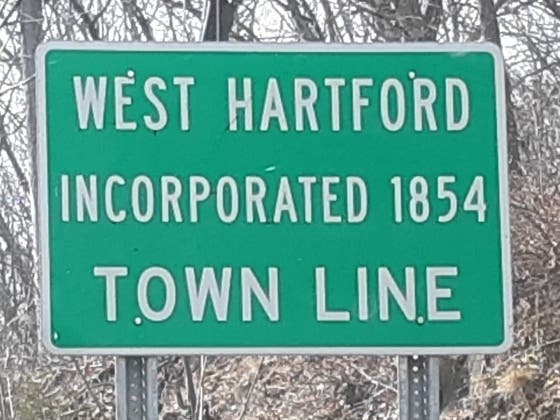 WEST HARTFORD
INCORPORATED 1854
TOWN LINE